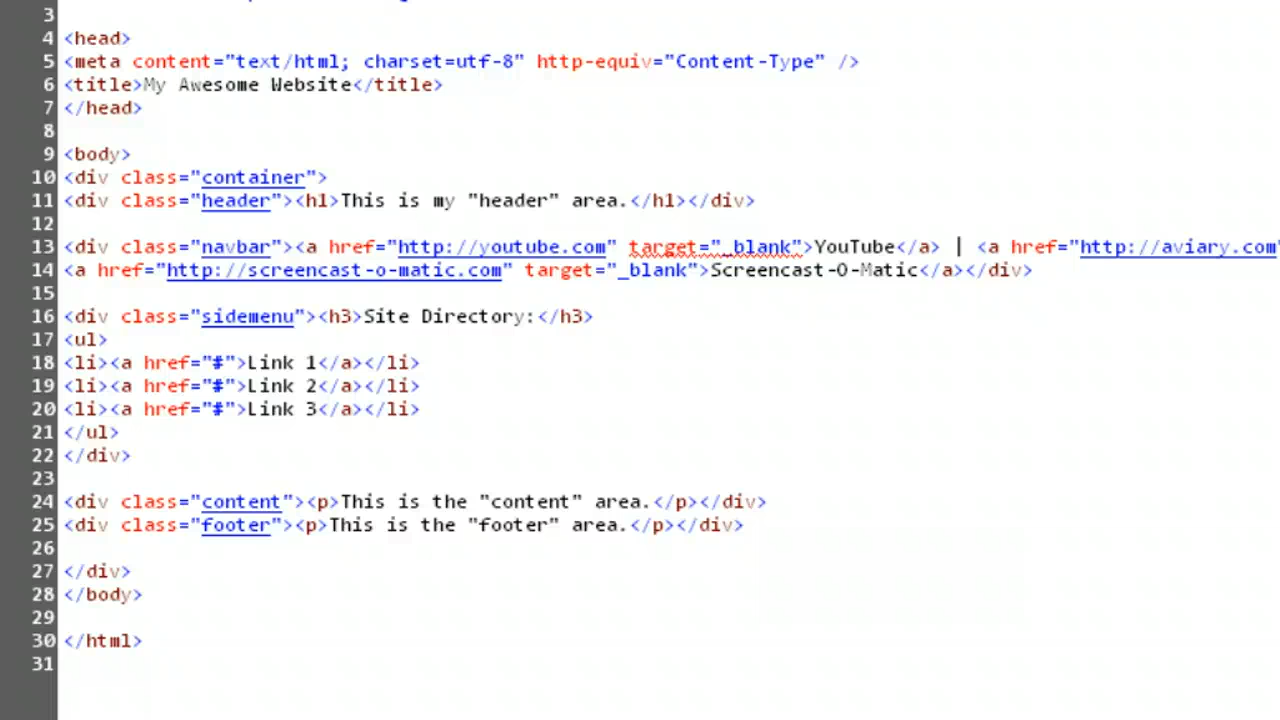 3
4 <head>
5 <meta content="text/html; charset=utf-8" http-equiv="Content-Type" />
6 <title>My Awesome Website</title>
7 </head>
8
9 <body>
10 <div class="container">
11 <div class="header"><h1>This is my "header" area.</h1></div>
12
13 <div class="navbar"><a href="http://youtube.com" target="_blank">YouTube</a> | <a href="http://aviary.com"
14 <a href="http://screencast-o-matic.com" target="_blank">Screencast-O-Matic</a></div>
15
16 <div class="sidemenu"><h3>Site Directory:</h3>
17 <ul>
18 <li><a href="#">Link 1</a></li>
19 <li><a href="#">Link 2</a></li>
20 <li><a href="#">Link 3</a></li>
21 </ul>
22 </div>
23
24 <div class="content"><p>This is the "content" area.</p></div>
25 <div class="footer"><p>This is the "footer" area.</p></div>
26
27 </div>
28 </body>
29
30 </html>
31